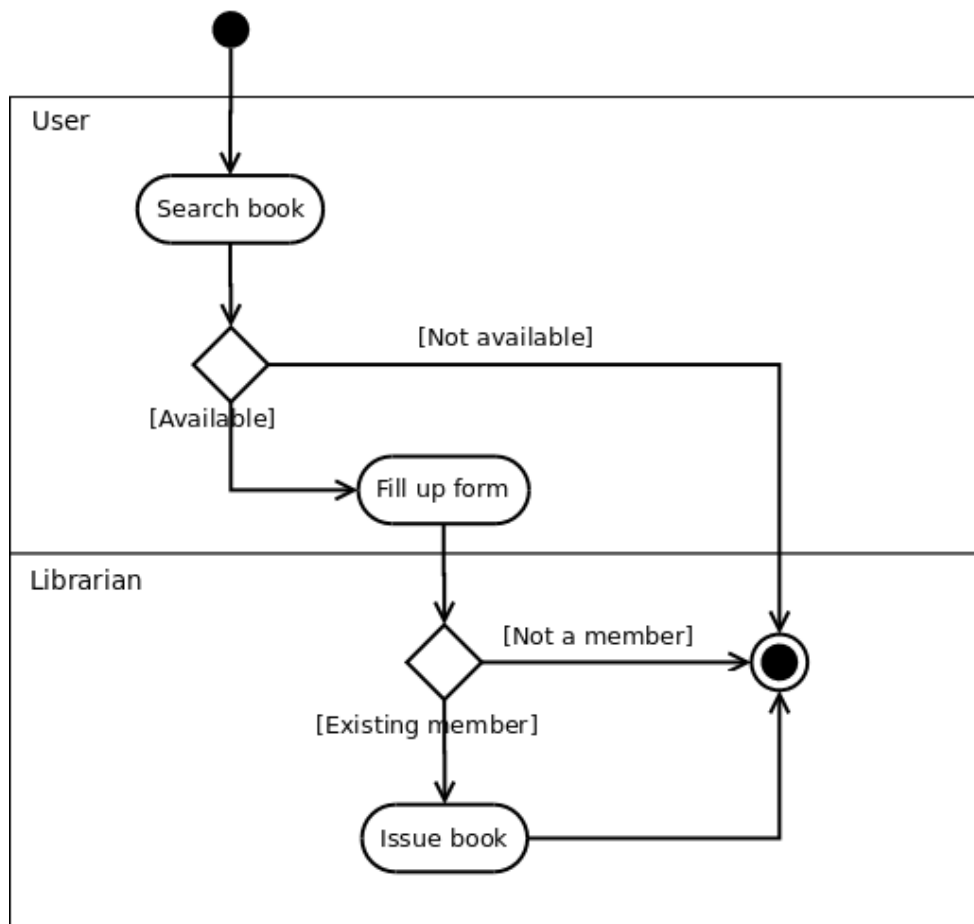 User
Search book
[Not available]
[Available]
Fill up form
Librarian
[Not a member]
[Existing member]
Issue book